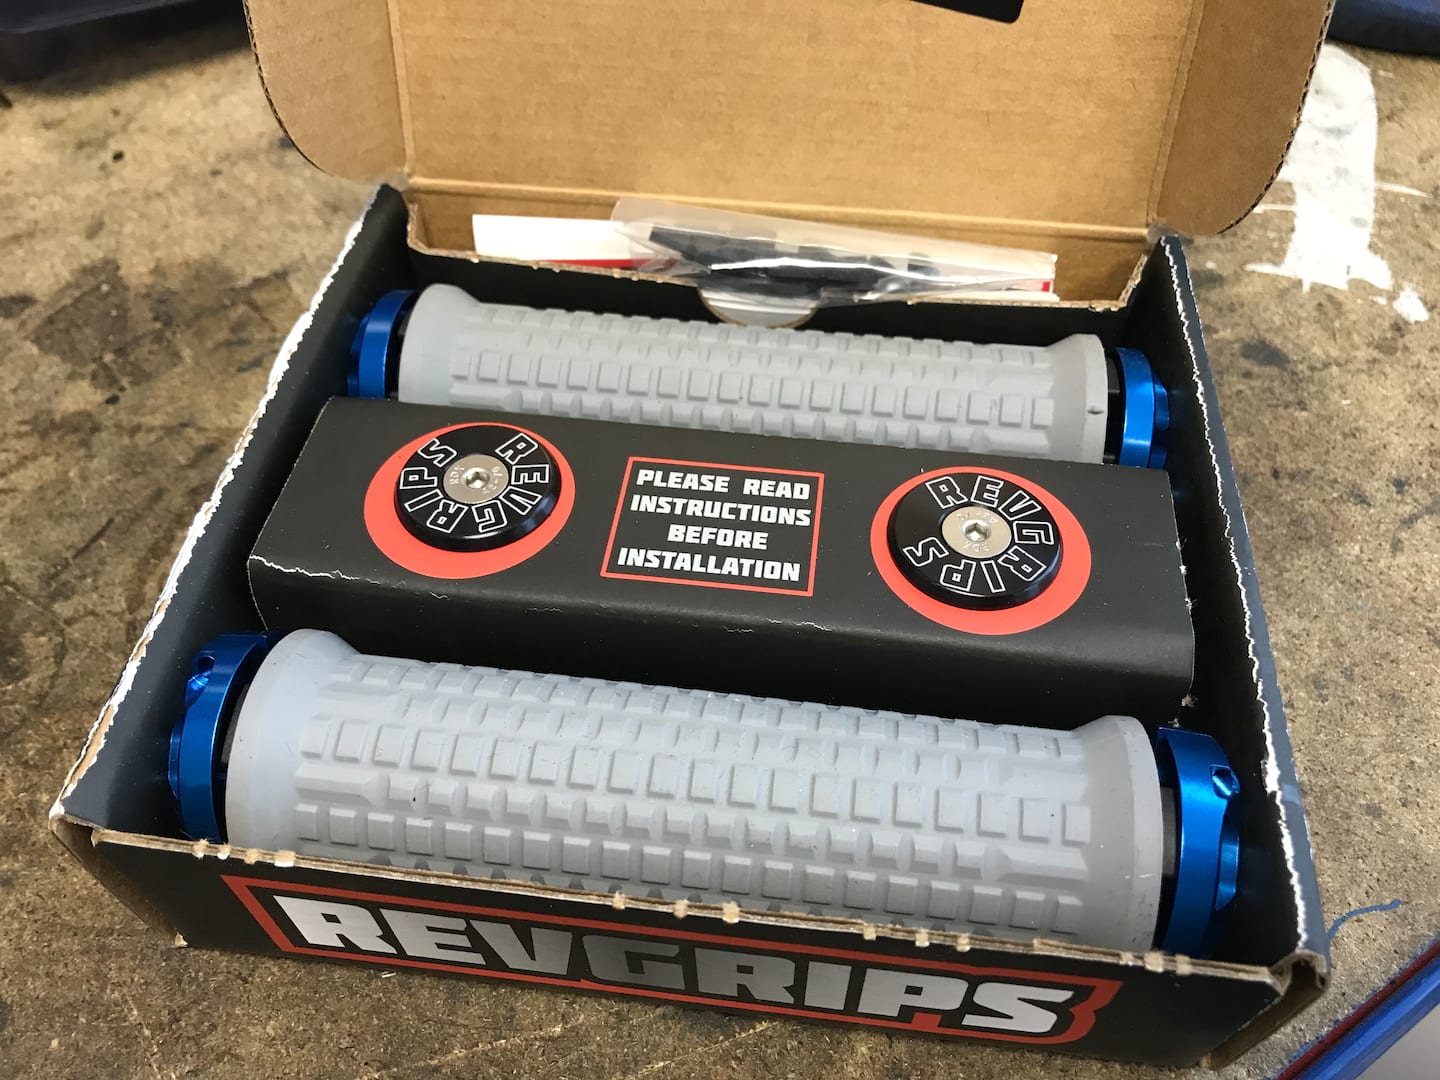 REVGRIPS
PLEASE READ
INSTRUCTIONS
BEFORE
INSTALLATION
REVGRIPS
REVGRIPS